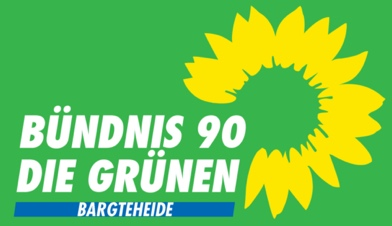 BÜNDNIS 90
DIE GRÜNEN
BARGTEHEIDE